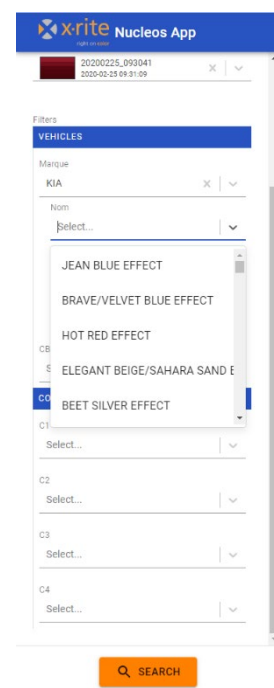 x·rite Nucleos App
right on color
20200225_093041
2020-02-25 09:31:09
Filters
VEHICLES
Marque
KIA
Nom
Select...
JEAN BLUE EFFECT
BRAVE/VELVET BLUE EFFECT
HOT RED EFFECT
CB
S
ELEGANT BEIGE/SAHARA SAND E
CO
BEET SILVER EFFECT
C1
Select...
C2
Select...
C3
Select...
C4
Select...
SEARCH